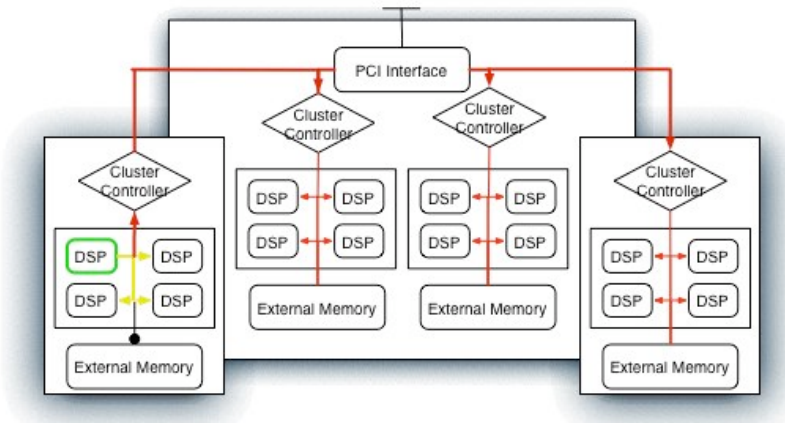 PCI Interface
Cluster
Controller
Cluster
Controller
Cluster
Controller
Cluster
Controller
DSP DSP
DSP DSP
External Memory
DSP DSP
DSP DSP
External Memory
DSP DSP
DSP DSP
External Memory
DSP DSP
DSP DSP
External Memory